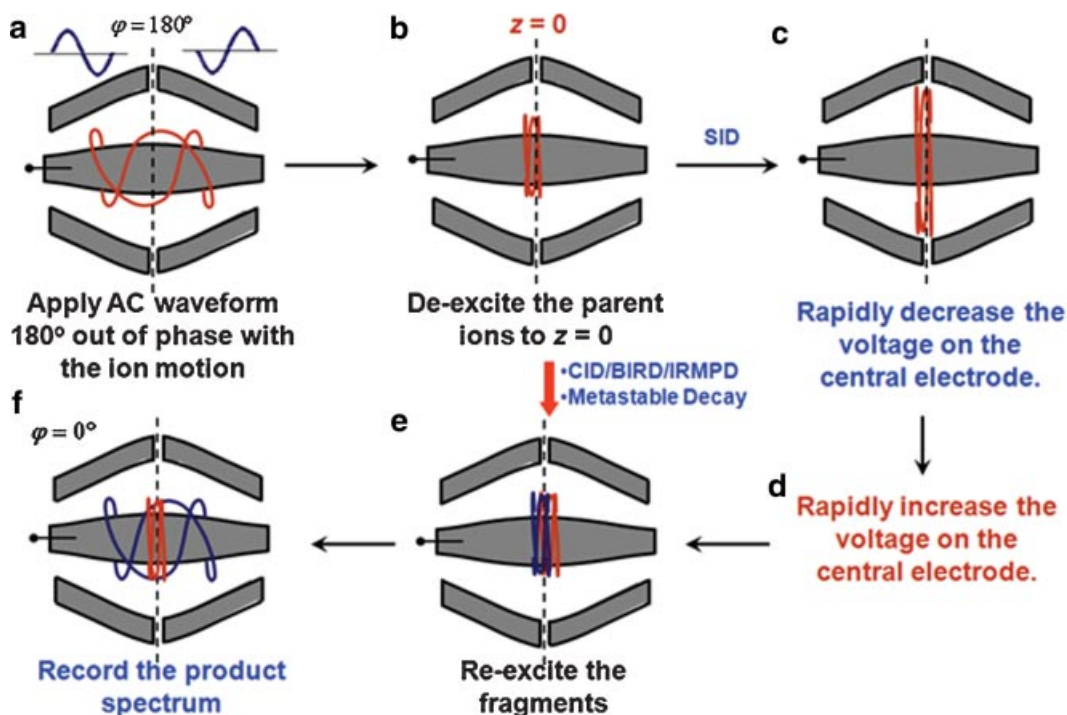 a
φ = 180°
Apply AC waveform
180° out of phase with
the ion motion
b
z = 0
De-excite the parent
ions to z = 0
SID
c
Rapidly decrease the
voltage on the
central electrode.
•CID/BIRD/IRMPD
•Metastable Decay
d
Rapidly increase the
voltage on the
central electrode.
e
Re-excite the
fragments
f
φ = 0°
Record the product
spectrum